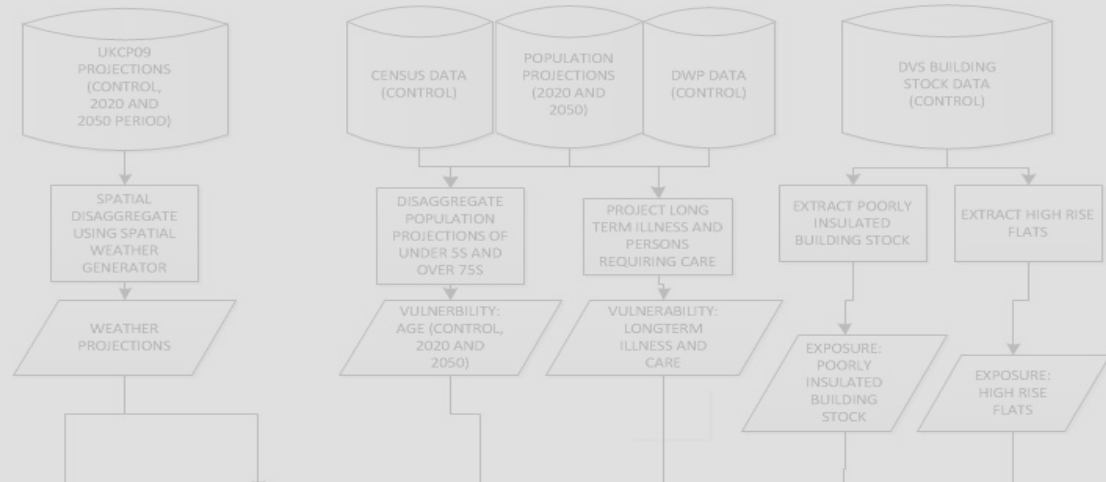 UKCP09
PROJECTIONS
(CONTROL,
2020 AND
2050 PERIOD)
CENSUS DATA
(CONTROL)
POPULATION
PROJECTIONS
(2020 AND
2050)
DWP DATA
(CONTROL)
DVS BUILDING
STOCK DATA
(CONTROL)
SPATIAL
DISAGGREGATE
USING SPATIAL
WEATHER
GENERATOR
DISAGGREGATE
POPULATION
PROJECTIONS OF
UNDER 5S AND
OVER 75S
PROJECT LONG
TERM ILLNESS AND
PERSONS
REQUIRING CARE
EXTRACT POORLY
INSULATED
BUILDING STOCK
EXTRACT HIGH RISE
FLATS
WEATHER
PROJECTIONS
VULNERBILITY:
AGE (CONTROL,
2020 AND
2050)
VULNERABILITY:
LONGTERM
ILLNESS AND
CARE
EXPOSURE:
POORLY
INSULATED
BUILDING
STOCK
EXPOSURE:
HIGH RISE
FLATS